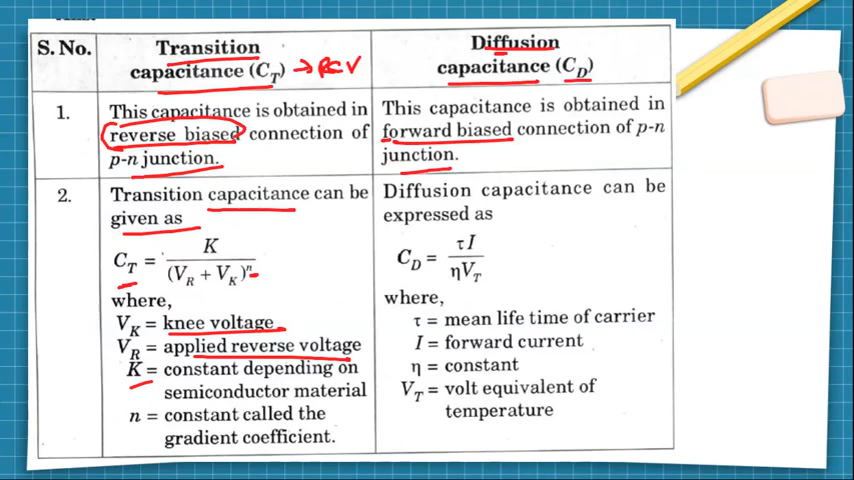 S. No.
Transition
capacitance (C_T) → RCV
Diffusion
capacitance (C_D)
1.
This capacitance is obtained in
reverse biased connection of
p-n junction.
This capacitance is obtained in
forward biased connection of p-n
junction.
2.
Transition capacitance can be
given as
C_T = K / (V_R + V_K)^n
where,
V_K = knee voltage
V_R = applied reverse voltage
K = constant depending on
semiconductor material
n = constant called the
gradient coefficient.
Diffusion capacitance can be
expressed as
C_D = τI / ηV_T
where,
τ = mean life time of carrier
I = forward current
η = constant
V_T = volt equivalent of
temperature